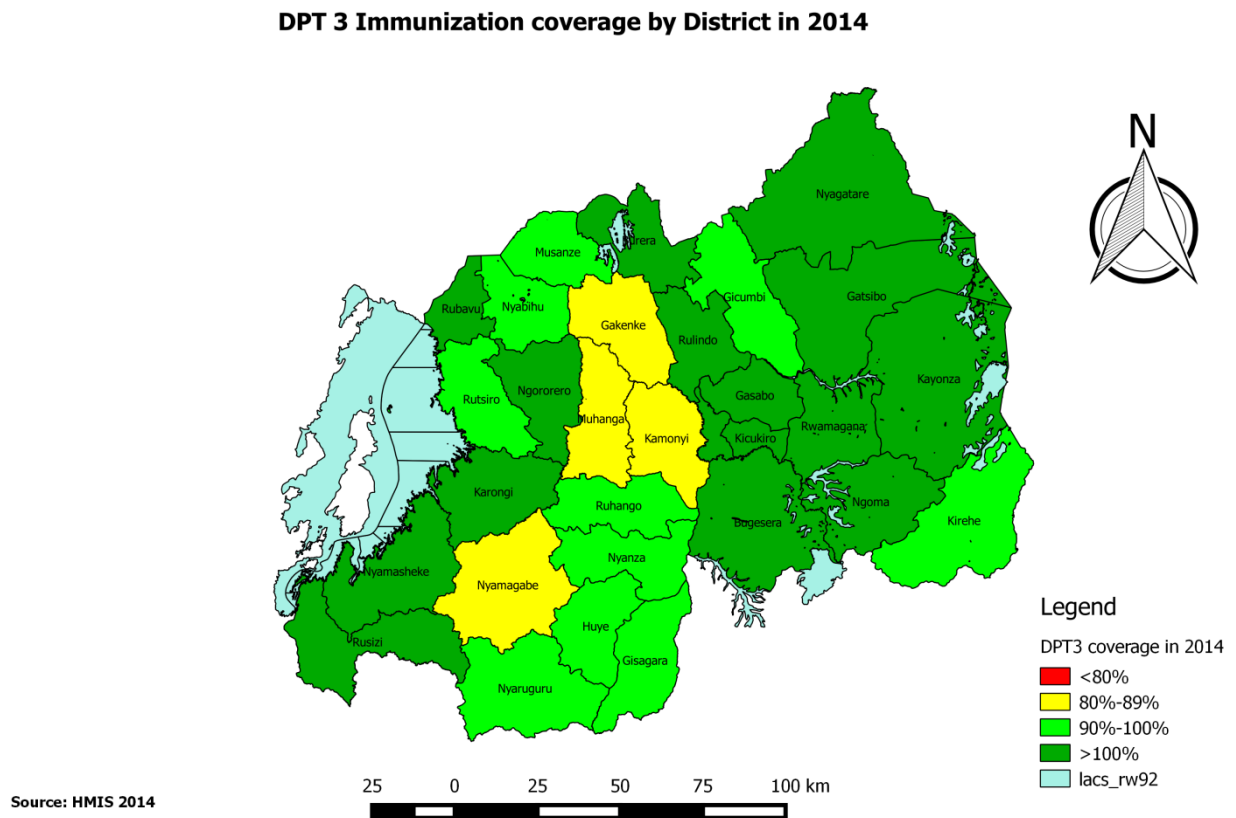 DPT 3 Immunization coverage by District in 2014
N
Nyagatare
Musanze
Gicumbi
Gatsibo
Rubavu
Nyabihu
Gakenke
Rulindo
Kayonza
Rutsiro
Ngororero
Gasabo
Muhanga
Kamonyi
Kicukiro
Rwamagana
Karongi
Ruhango
Bugesera
Ngoma
Kirehe
Nyamasheke
Nyamagabe
Nyanza
Huye
Rusizi
Gisagara
Nyaruguru
Legend
DPT3 coverage in 2014
<80%
80%-89%
90%-100%
>100%
lacs_rw92
25 0 25 50 75 100 km
Source: HMIS 2014